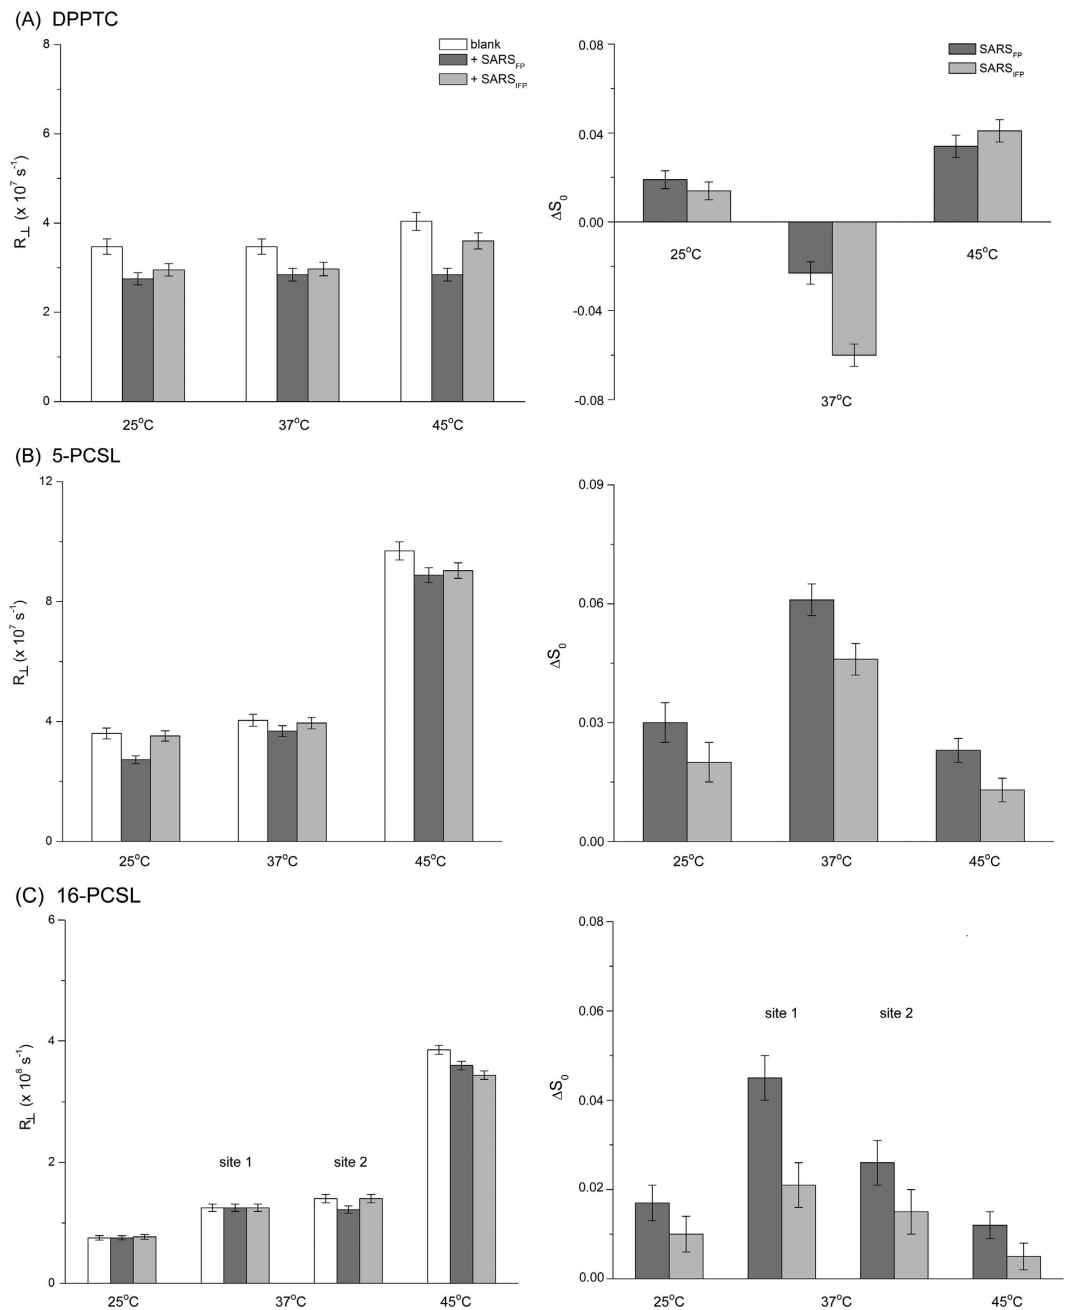 (A) DPPTC
8
6
4
2
0
R⊥ (x 10⁷ s⁻¹)
blank
+ SARS_FP
+ SARS_IFP
25°C
37°C
45°C
0.08
0.04
0.00
-0.04
-0.08
ΔS₀
SARS_FP
SARS_IFP
25°C
37°C
45°C
(B) 5-PCSL
12
8
4
0
R⊥ (x 10⁷ s⁻¹)
25°C
37°C
45°C
0.09
0.06
0.03
0.00
ΔS₀
25°C
37°C
45°C
(C) 16-PCSL
6
4
2
0
R⊥ (x 10⁸ s⁻¹)
site 1
site 2
25°C
37°C
45°C
0.08
0.06
0.04
0.02
0.00
ΔS₀
site 1
site 2
25°C
37°C
45°C